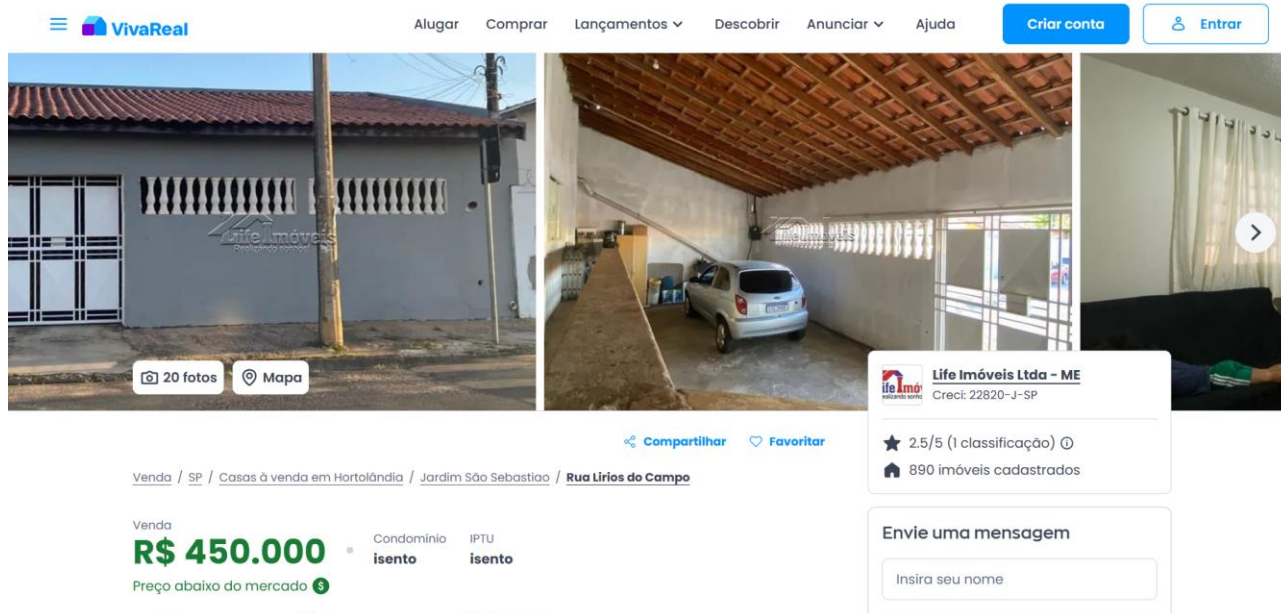 VivaReal
Alugar Comprar Lançamentos Descobrir Anunciar Ajuda Criar conta Entrar
Life Imóveis
Realizando sonhos
20 fotos Mapa
Life Imóveis Ltda - ME
Creci: 22820-J-SP
Compartilhar Favoritar
2.5/5 (1 classificação)
890 imóveis cadastrados
Venda / SP / Casas à venda em Hortolândia / Jardim São Sebastiao / Rua Lirios do Campo
Venda
R$ 450.000
Condomínio IPTU
isento isento
Preço abaixo do mercado $
Envie uma mensagem
Insira seu nome